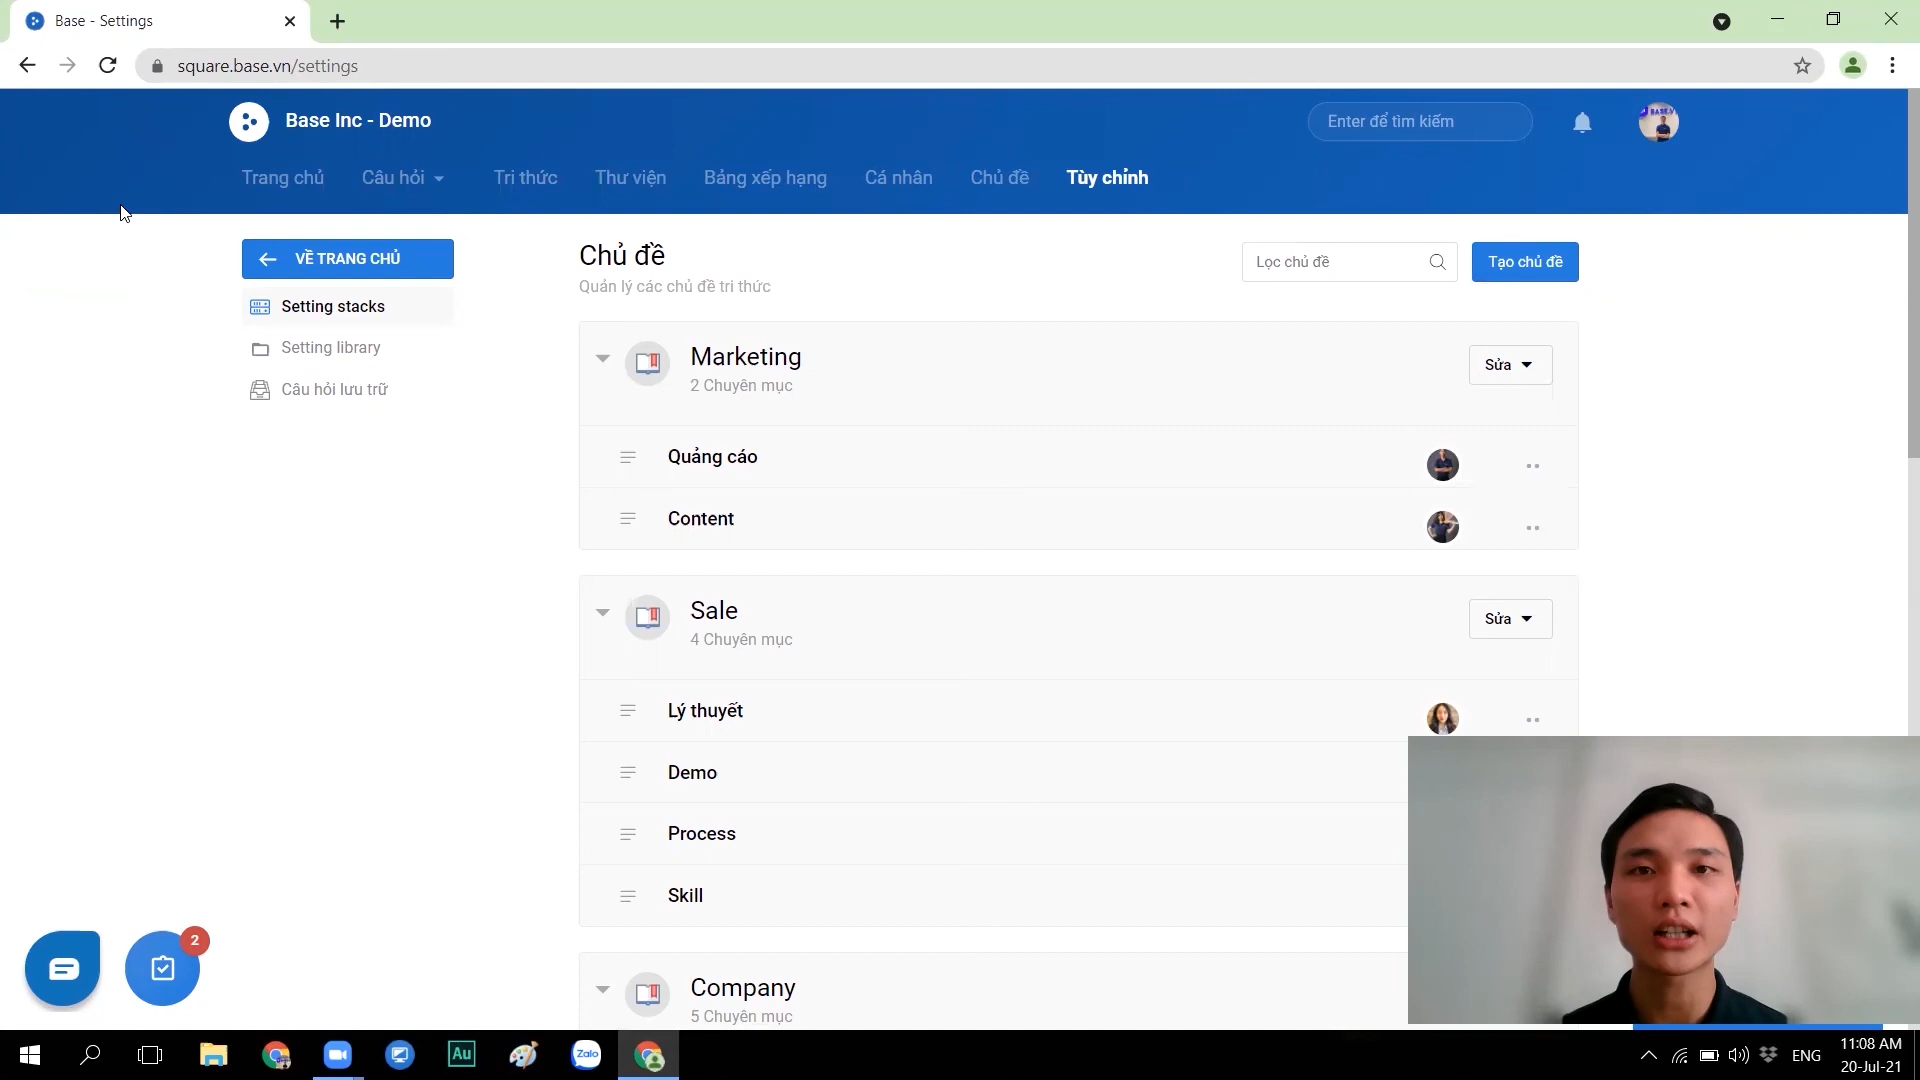 Base - Settings
square.base.vn/settings
Base Inc - Demo
Enter để tìm kiếm
Trang chủ
Câu hỏi
Tri thức
Thư viện
Bảng xếp hạng
Cá nhân
Chủ đề
Tùy chỉnh
VỀ TRANG CHỦ
Setting stacks
Setting library
Câu hỏi lưu trữ
Chủ đề
Quản lý các chủ đề tri thức
Lọc chủ đề
Tạo chủ đề
Marketing
2 Chuyên mục
Sửa
Quảng cáo
Content
Sale
4 Chuyên mục
Sửa
Lý thuyết
Demo
Process
Skill
Company
5 Chuyên mục
2
Au
Zalo
ENG
11:08 AM
20-Jul-21